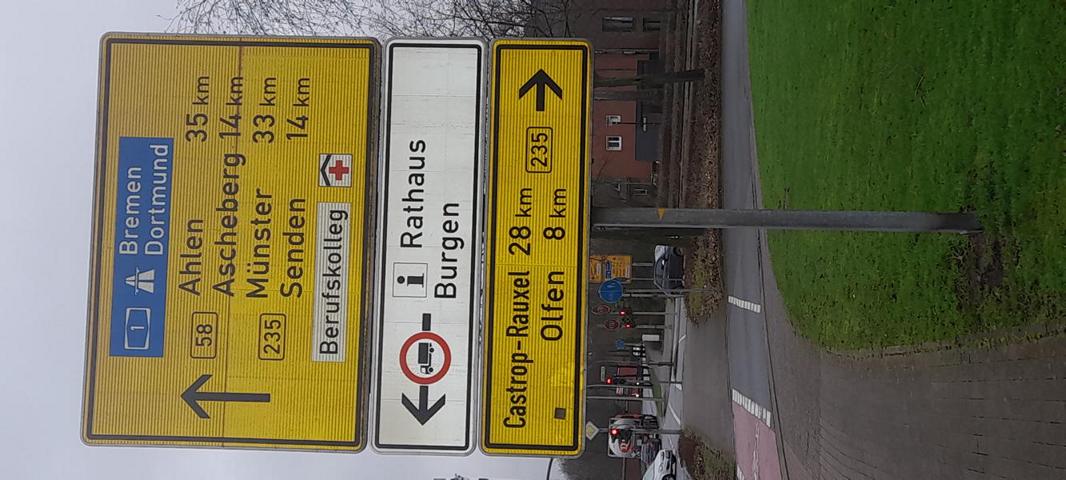 1 Bremen
Dortmund
58 Ahlen 35 km
Ascheberg 14 km
235 Münster 33 km
Senden 14 km
Berufskolleg
i Rathaus
Burgen
Castrop-Rauxel 28 km
Olfen 8 km 235